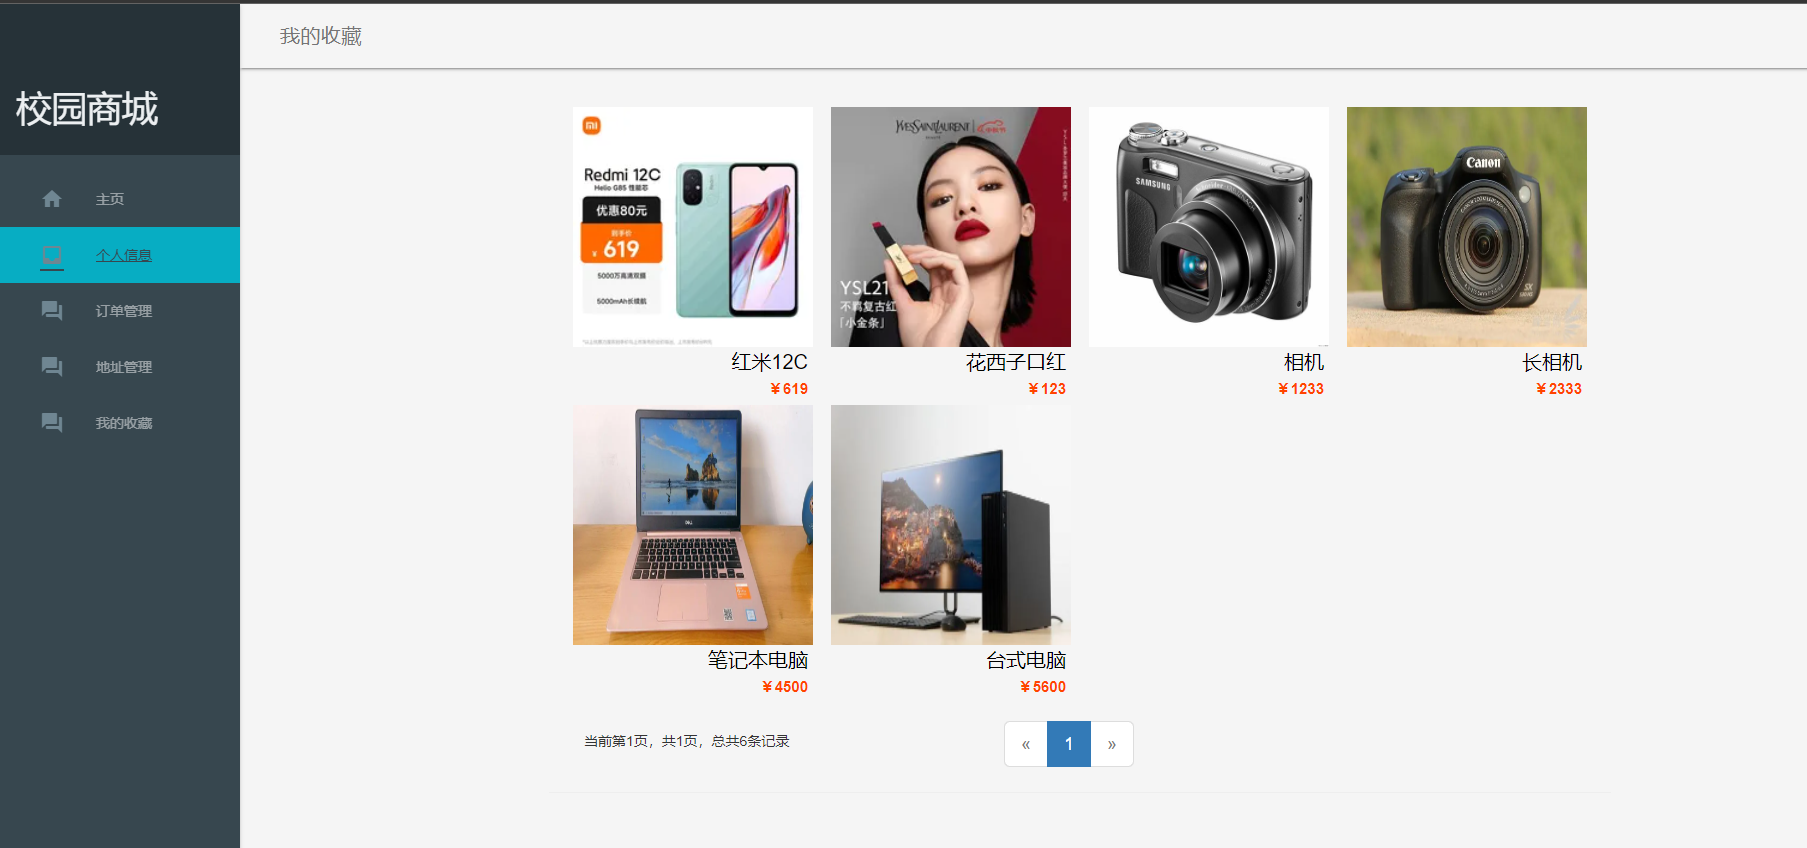 我的收藏
校园商城
主页
个人信息
订单管理
地址管理
我的收藏
Redmi 12C
Helio G85 性能芯
优惠80元
到手价
¥ 619
5000万高清双摄
5000mAh长续航
红米12C
¥619
YVESSAINTLAURENT
YSL21
不羁复古红
「小金条」
花西子口红
¥123
SAMSUNG
相机
¥1233
Canon
SX
长相机
¥2333
DELL
笔记本电脑
¥4500
台式电脑
¥5600
当前第1页，共1页，总共6条记录
« 1 »